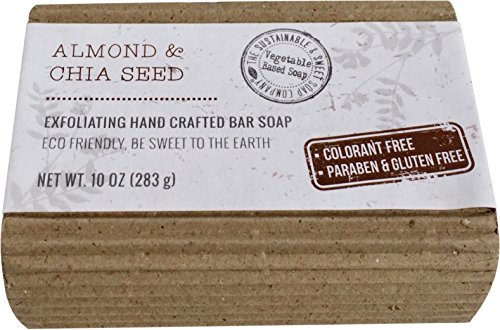 ALMOND &
CHIA SEED
THE SUSTAINABLE & SWEET SOAP COMPANY
Vegetable
Based Soap
EXFOLIATING HAND CRAFTED BAR SOAP
ECO FRIENDLY. BE SWEET TO THE EARTH
NET WT. 10 OZ (283 g)
• COLORANT FREE
• PARABEN & GLUTEN FREE